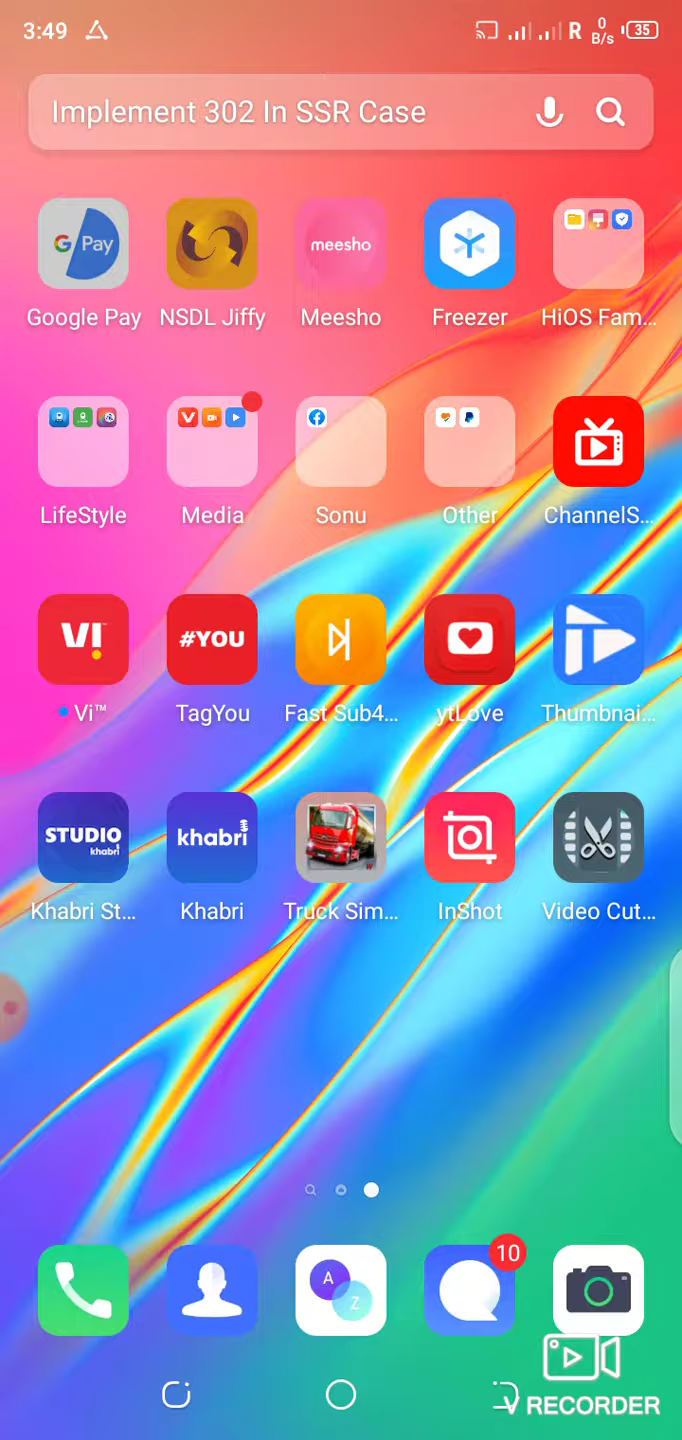 3:49 R 0 B/s 35
Implement 302 In SSR Case
G Pay meesho
Google Pay NSDL Jiffy Meesho Freezer HiOS Fam...
LifeStyle Media Sonu Other ChannelS...
VI #YOU
Vi™ TagYou Fast Sub4... ytLove Thumbnai...
STUDIO khabri khabri
Khabri St... Khabri Truck Sim... InShot Video Cut...
10
A Z
V RECORDER